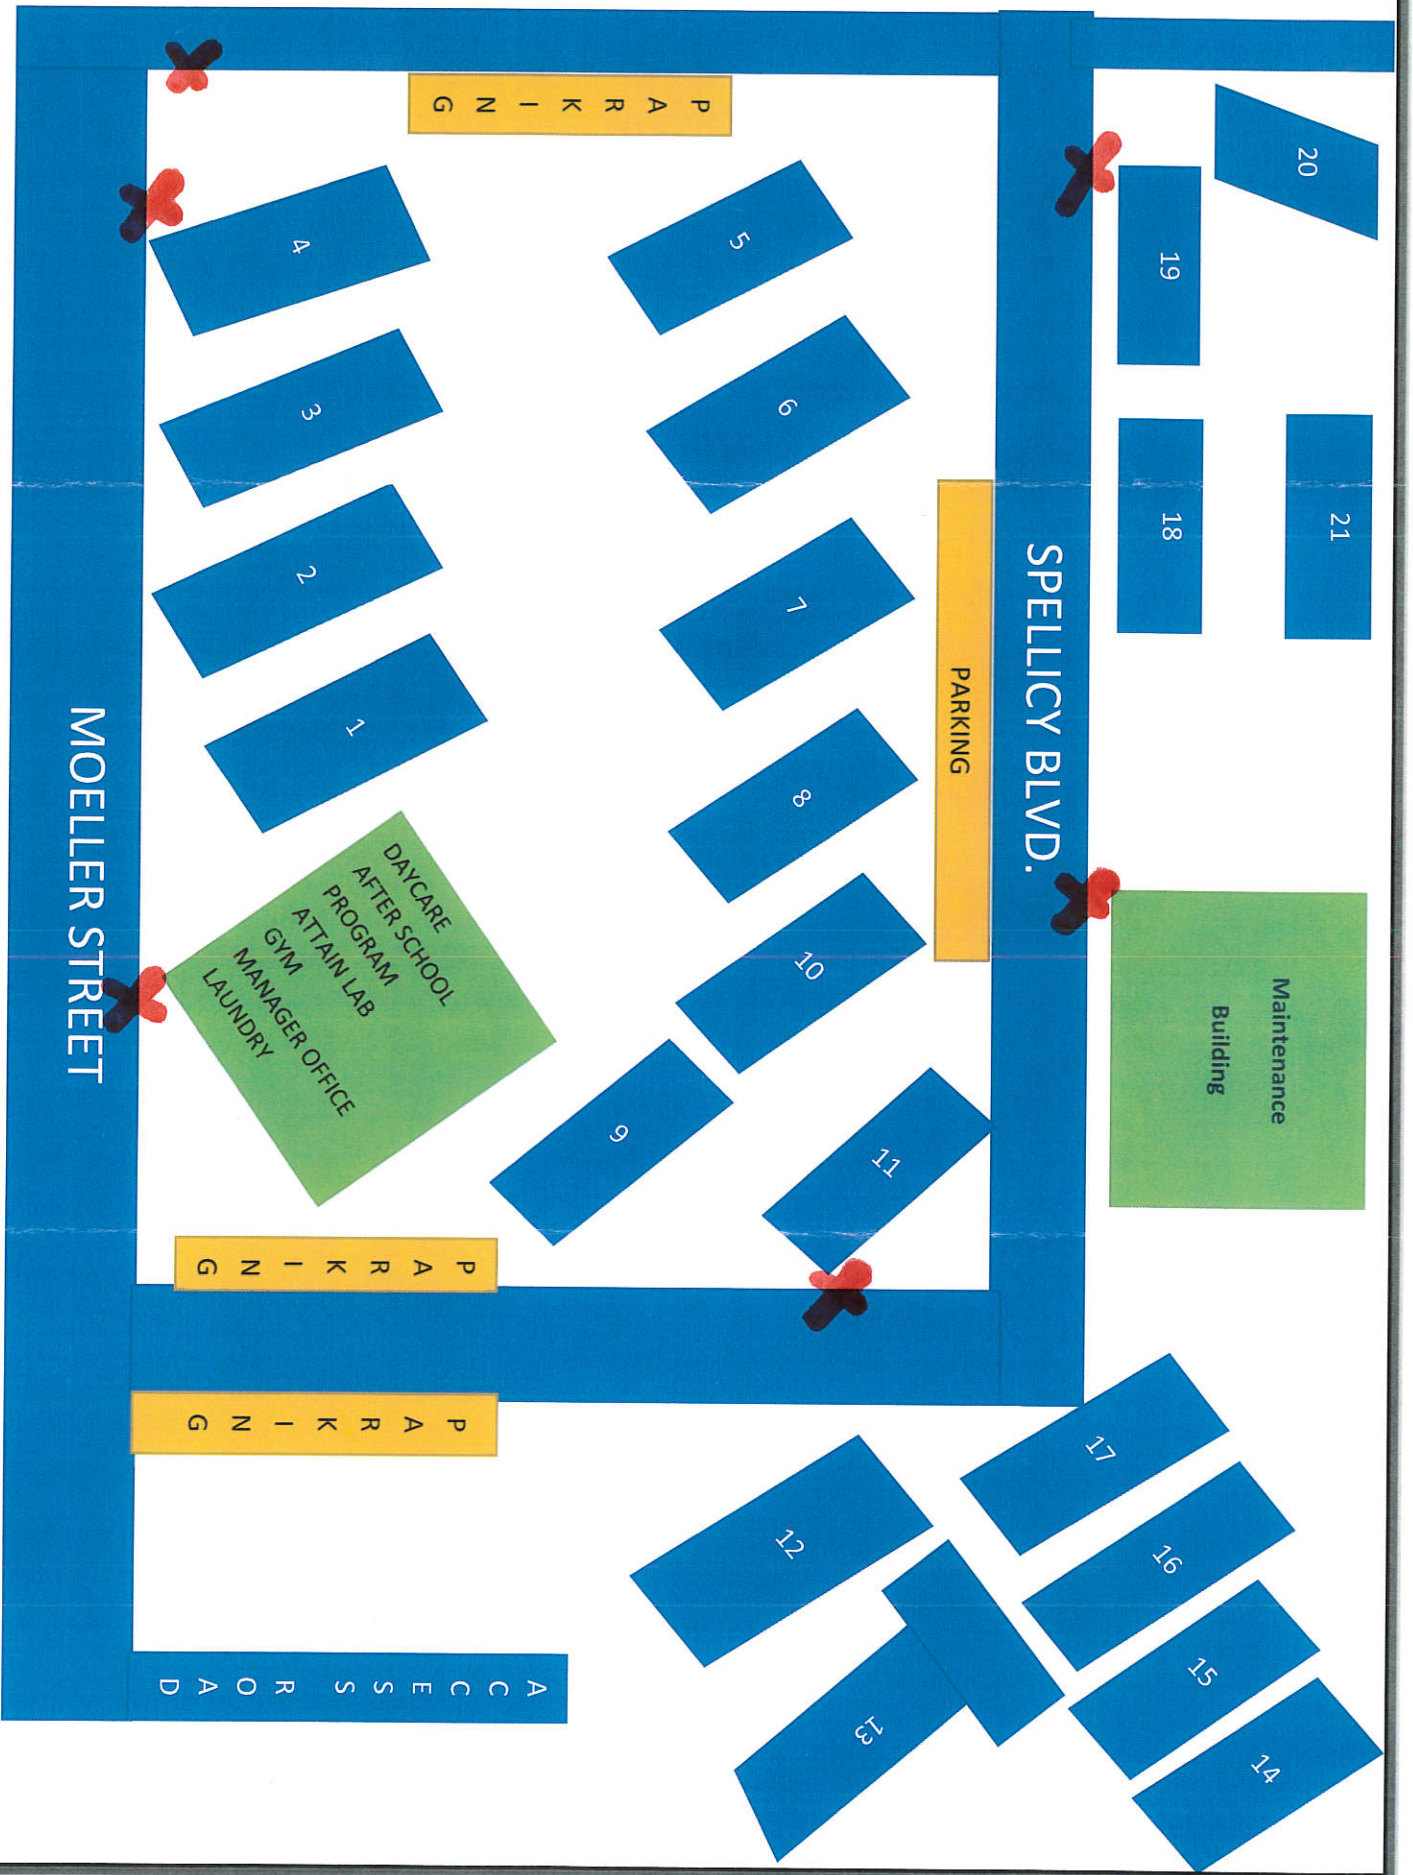 20
21
19
18
Maintenance
Building
17
16
15
14
SPELLICY BLVD.
PARKING
5
6
7
8
10
9
11
12
13
PARKING
4
3
2
1
DAYCARE
AFTER SCHOOL
PROGRAM
ATTAIN LAB
GYM
MANAGER OFFICE
LAUNDRY
PARKING
PARKING
ACCESS ROAD
MOELLER STREET